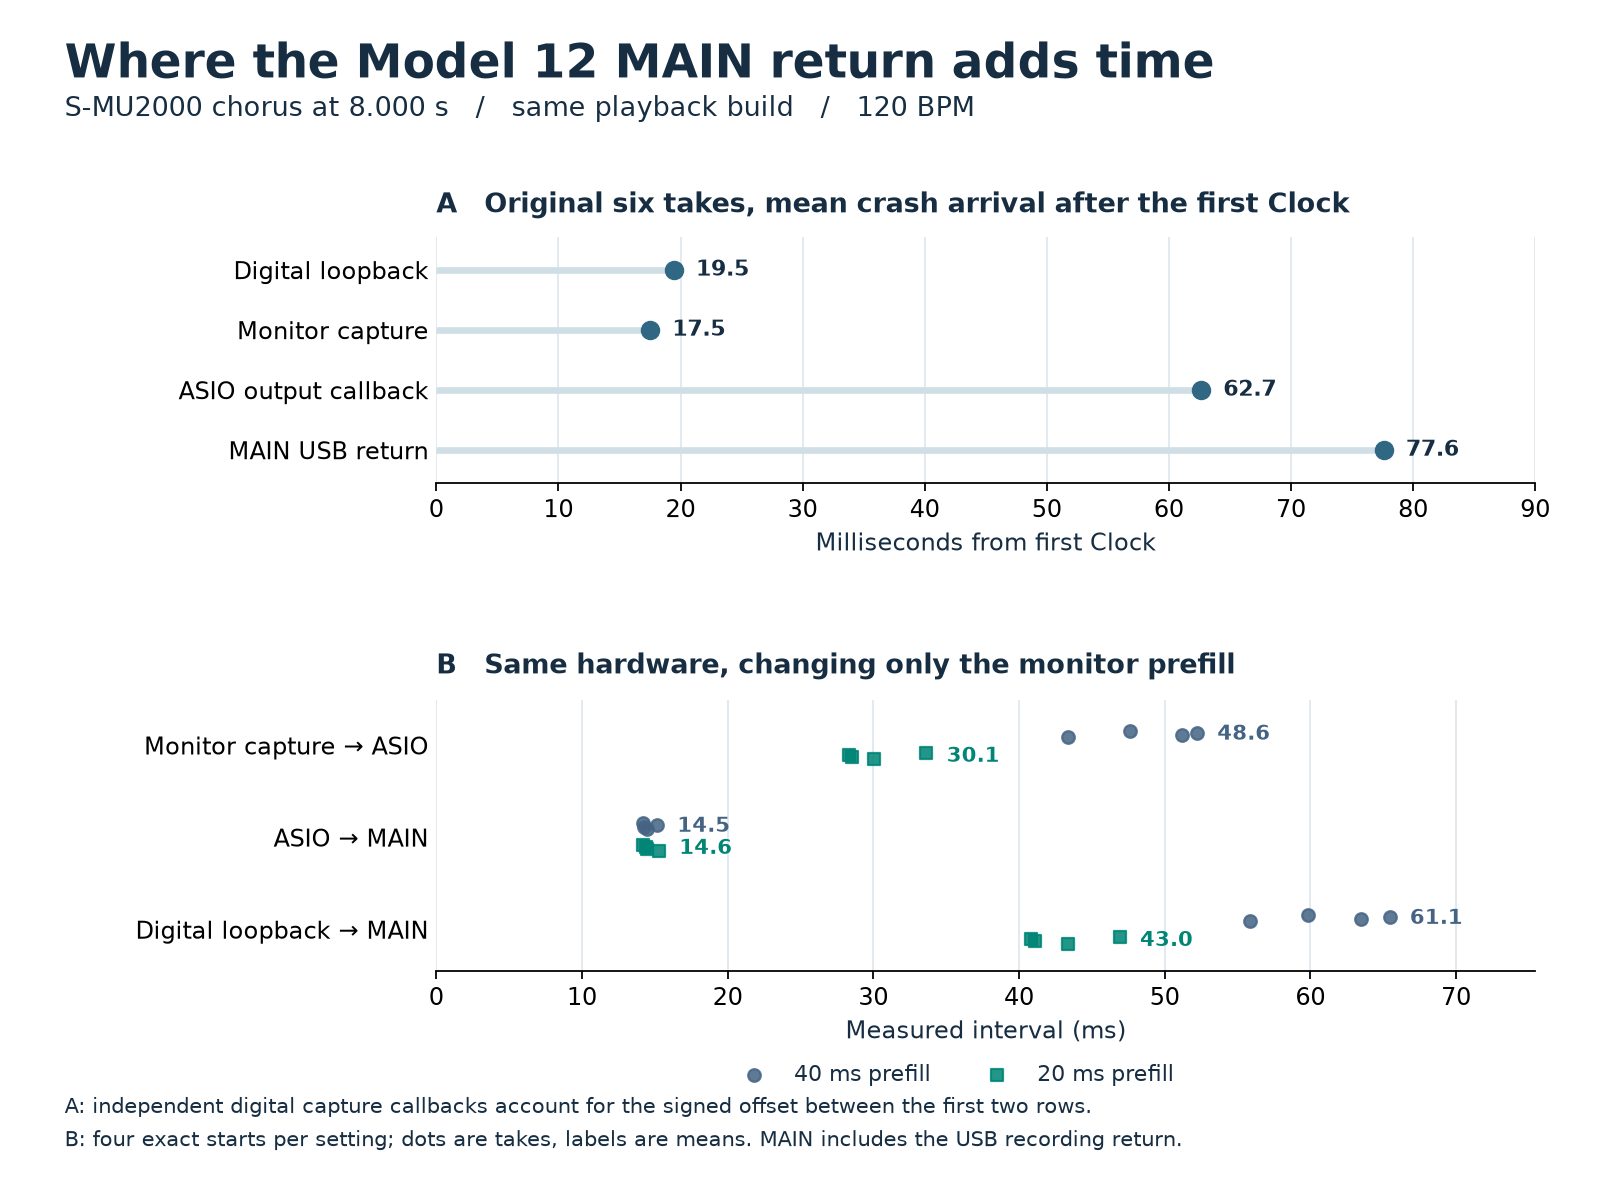 Where the Model 12 MAIN return adds time
S-MU2000 chorus at 8.000 s / same playback build / 120 BPM
A Original six takes, mean crash arrival after the first Clock
Digital loopback 19.5
Monitor capture 17.5
ASIO output callback 62.7
MAIN USB return 77.6
0 10 20 30 40 50 60 70 80 90
Milliseconds from first Clock
B Same hardware, changing only the monitor prefill
48.6
Monitor capture → ASIO
30.1
14.5
ASIO → MAIN
14.6
61.1
Digital loopback → MAIN
43.0
0 10 20 30 40 50 60 70
Measured interval (ms)
40 ms prefill 20 ms prefill
A: independent digital capture callbacks account for the signed offset between the first two rows.
B: four exact starts per setting; dots are takes, labels are means. MAIN includes the USB recording return.